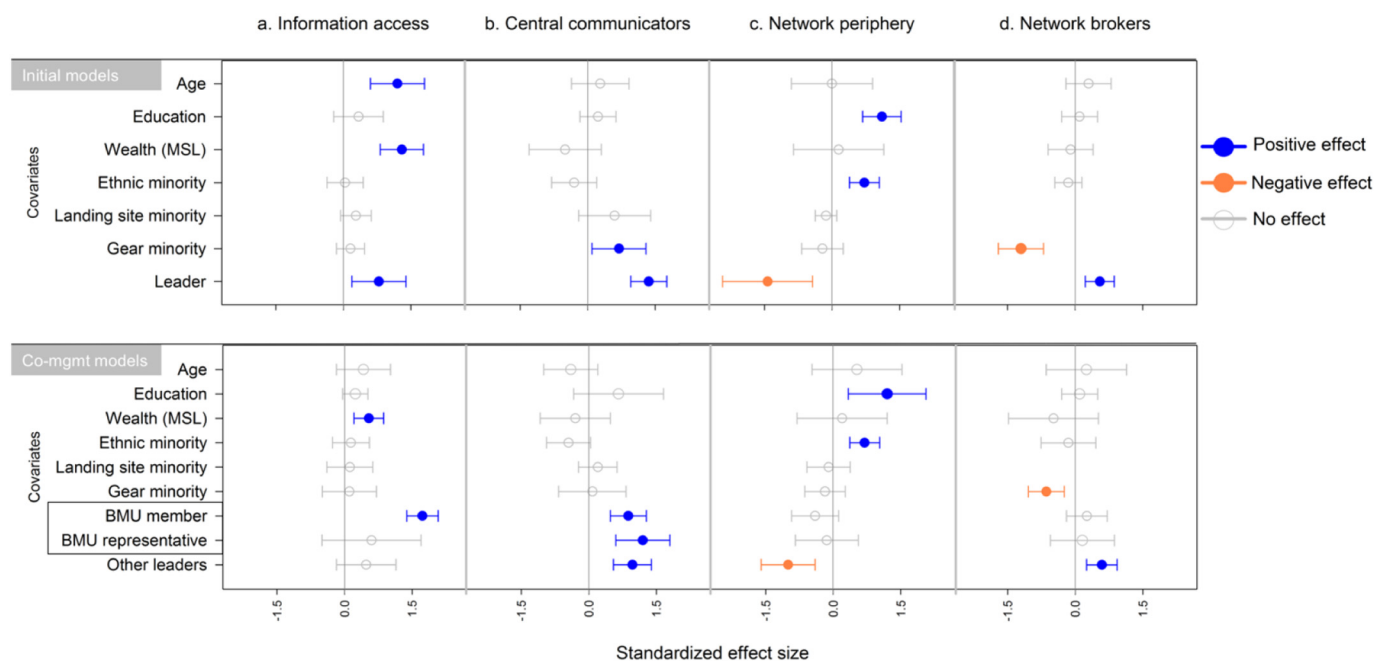 a. Information access b. Central communicators c. Network periphery d. Network brokers
Initial models
Covariates
Age
Education
Wealth (MSL)
Ethnic minority
Landing site minority
Gear minority
Leader
Positive effect
Negative effect
No effect
Co-mgmt models
Covariates
Age
Education
Wealth (MSL)
Ethnic minority
Landing site minority
Gear minority
BMU member
BMU representative
Other leaders
-1.5 0.0 1.5 -1.5 0.0 1.5 -1.5 0.0 1.5 -1.5 0.0 1.5
Standardized effect size